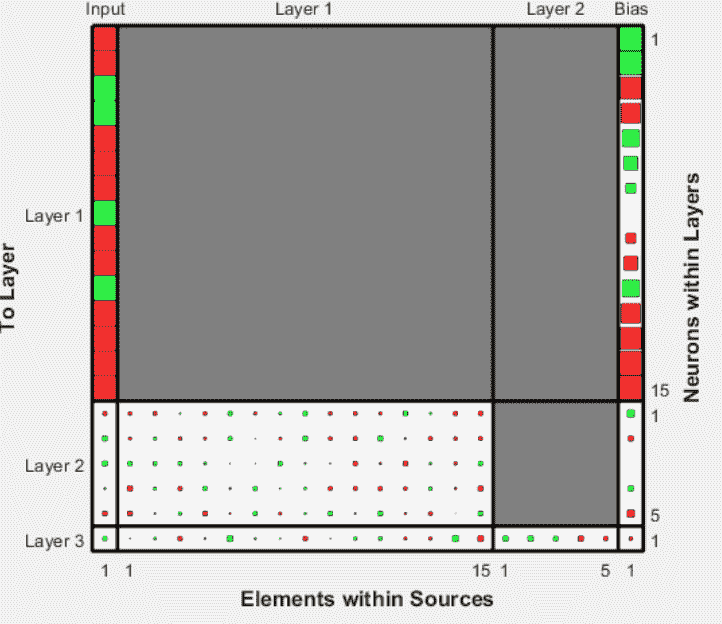 Input Layer 1 Layer 2 Bias
1
Layer 1
To Layer
Neurons within Layers
15
1
Layer 2
5
Layer 3 1
1 1 15 1 5 1
Elements within Sources